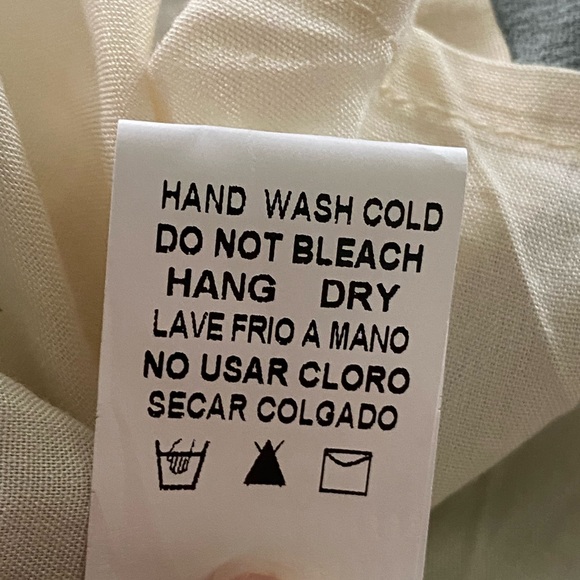 HAND WASH COLD
DO NOT BLEACH
HANG DRY
LAVE FRIO A MANO
NO USAR CLORO
SECAR COLGADO